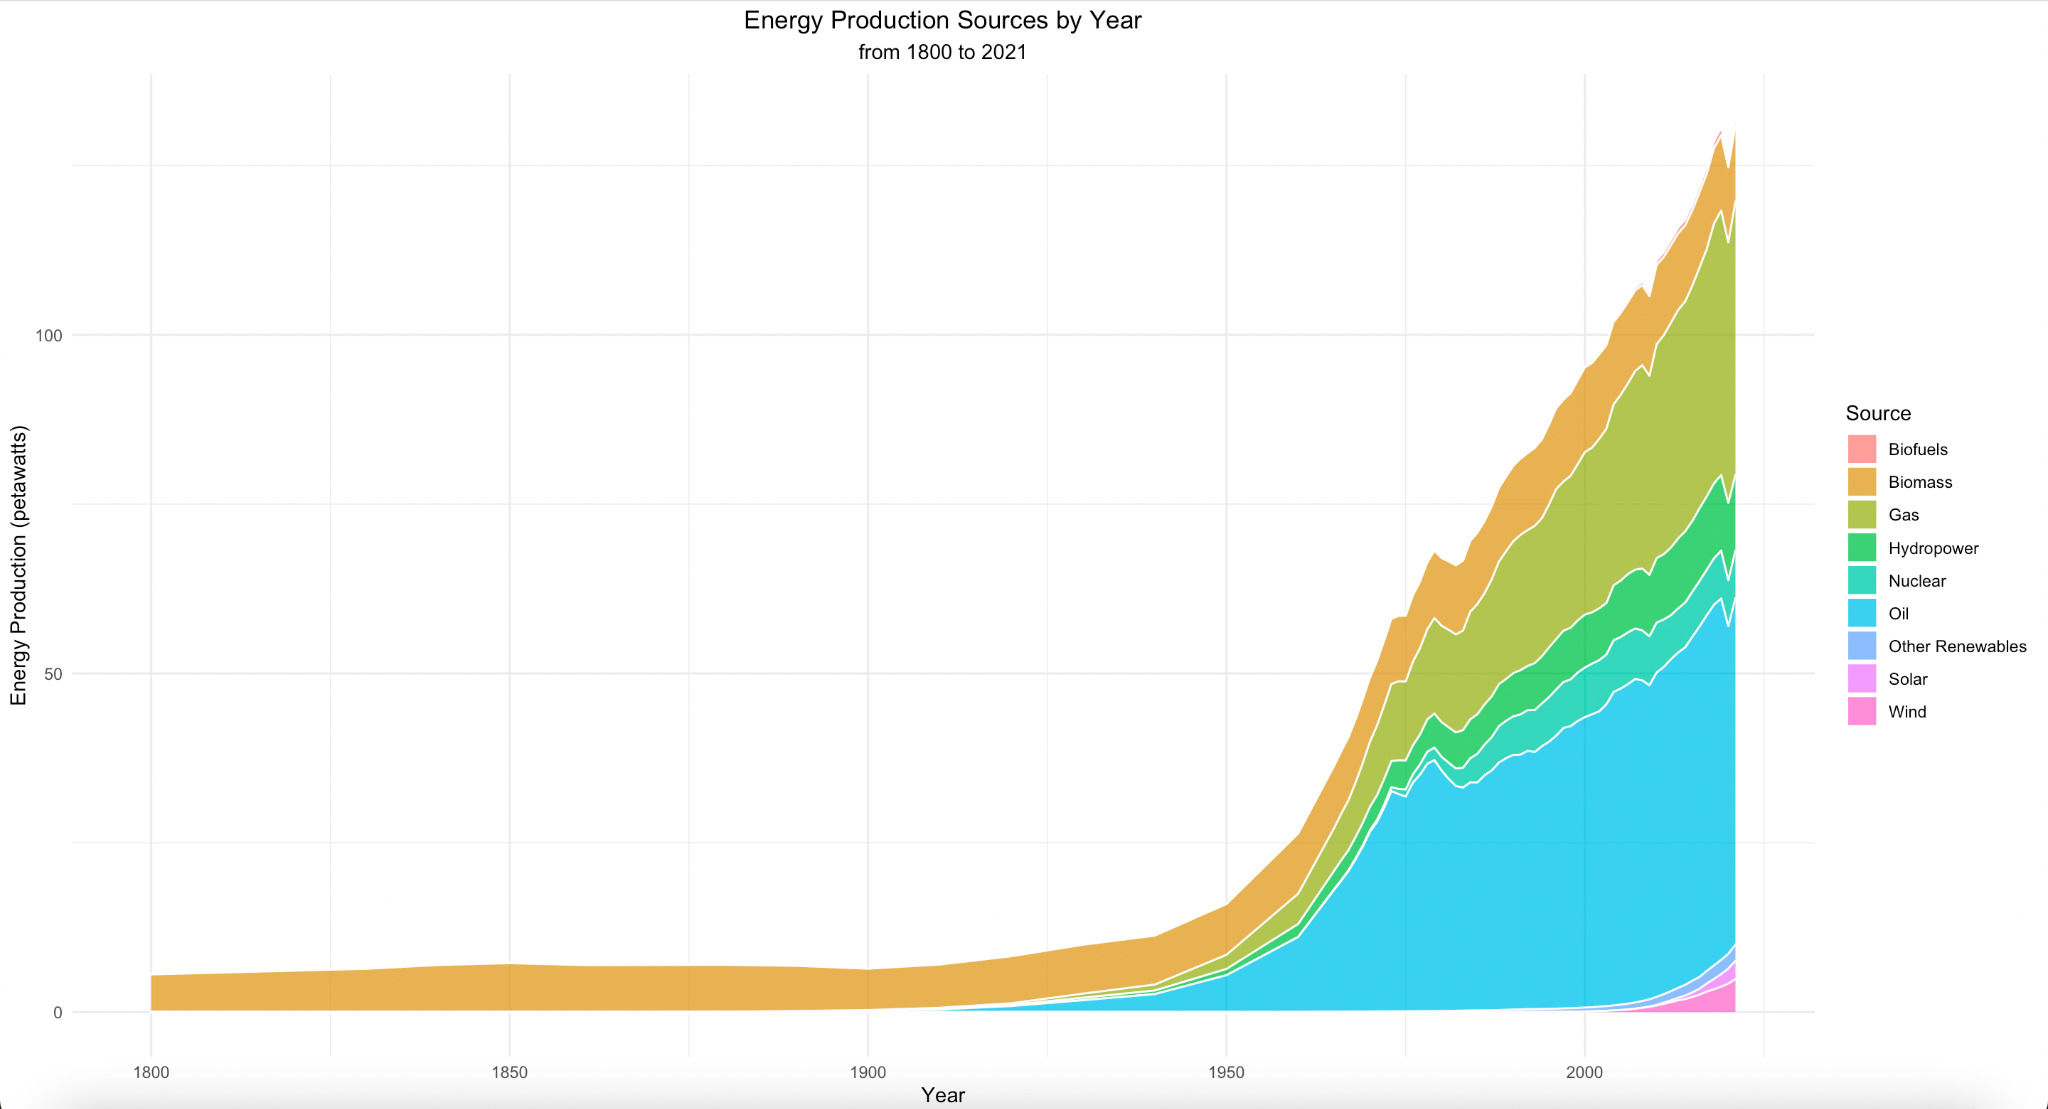 Energy Production Sources by Year
from 1800 to 2021
Energy Production (petawatts)
100
50
0
1800 1850 1900 1950 2000
Year
Source
Biofuels
Biomass
Gas
Hydropower
Nuclear
Oil
Other Renewables
Solar
Wind